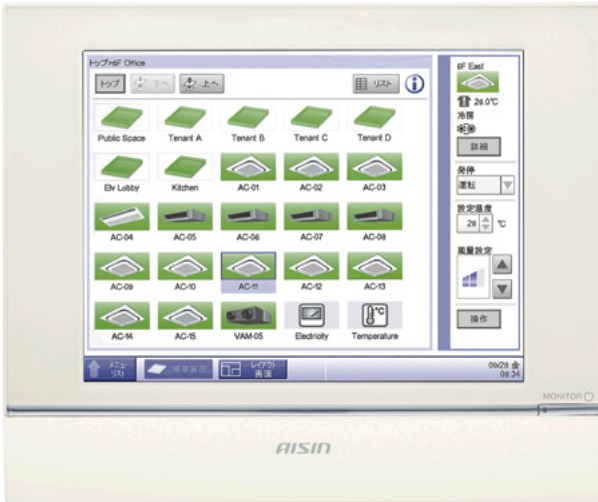 トップ>6F Office
トップ 下へ 上へ リスト
Public Space Tenant A Tenant B Tenant C Tenant D
Elv Lobby Kitchen AC-01 AC-02 AC-03
AC-04 AC-05 AC-06 AC-07 AC-08
AC-09 AC-10 AC-11 AC-12 AC-13
°C
AC-14 AC-15 VAM-05 Electricity Temperature
メニューリスト 標準画面 レイアウト画面
6F East
26.0℃
冷房
詳細
発停
運転
設定温度
28 ℃
風量設定
操作
09/28 金
08:34
MONITOR
AISIN